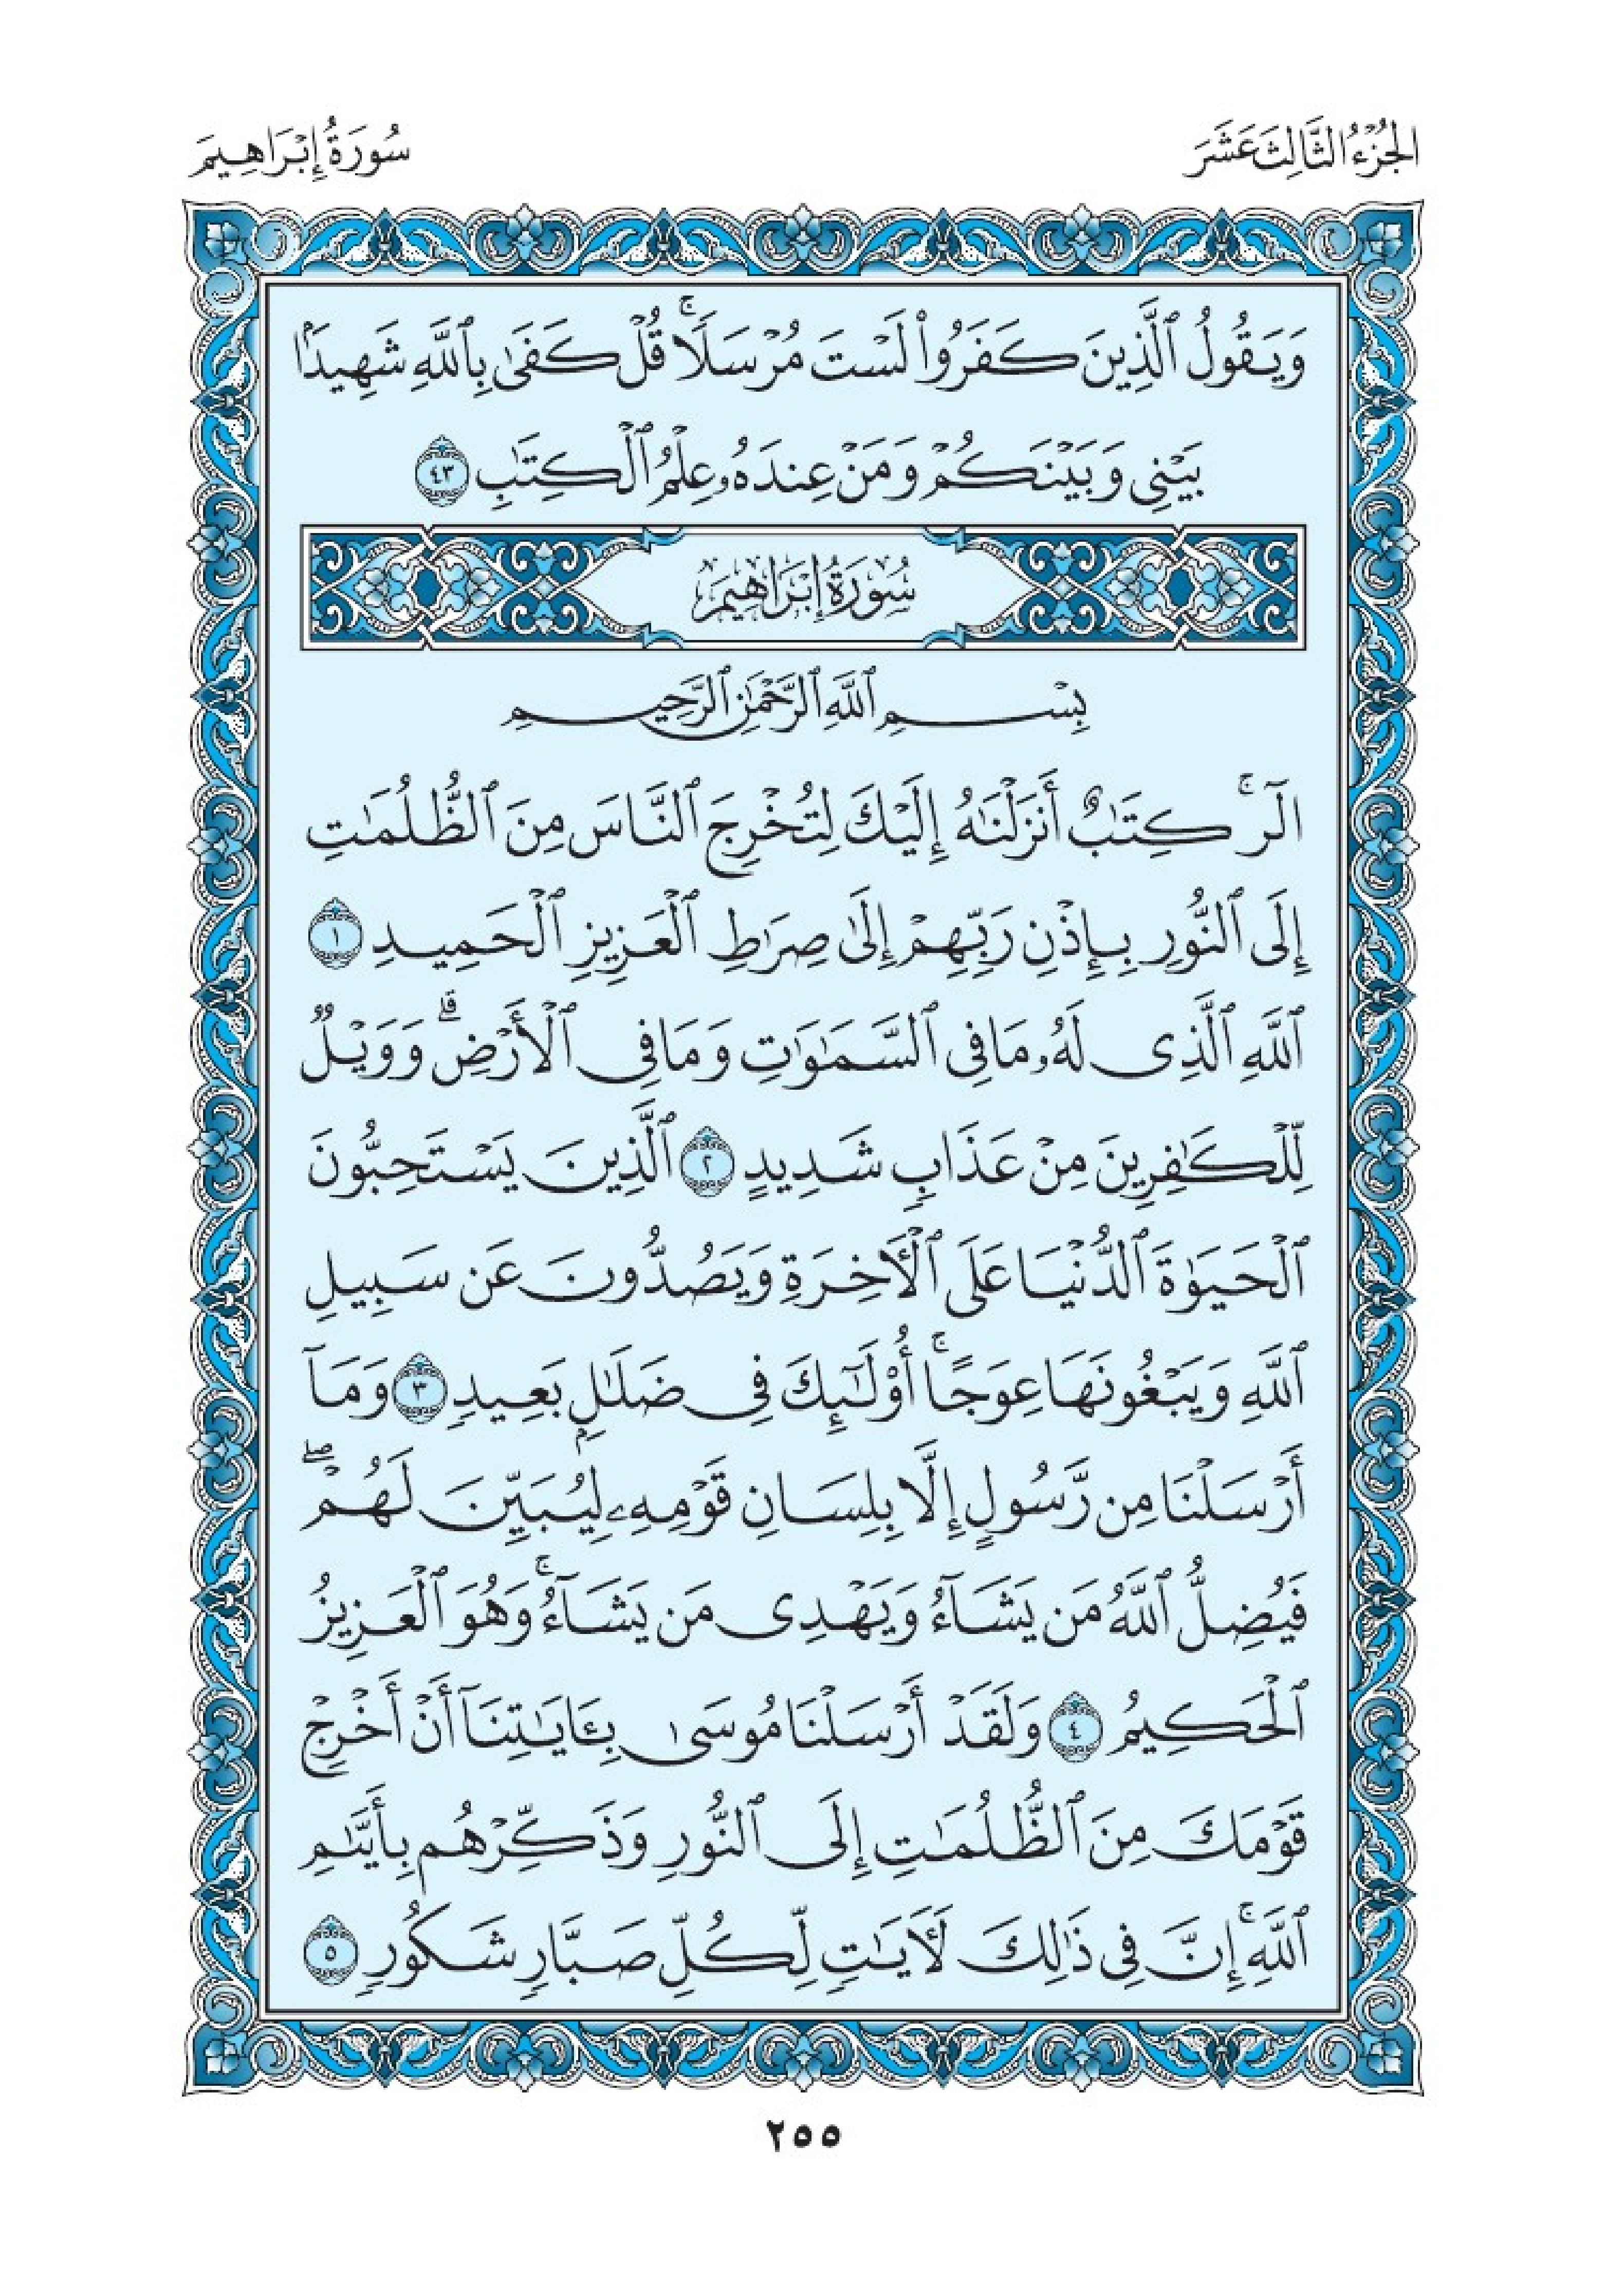 الجُزْءُ الثَّالِثَ عَشَرَ
سُورَةُ إِبْرَاهِيمَ
وَيَقُولُ ٱلَّذِينَ كَفَرُوا۟ لَسْتَ مُرْسَلًا ۚ قُلْ كَفَىٰ بِٱللَّهِ شَهِيدًۢا
بَيْنِى وَبَيْنَكُمْ وَمَنْ عِندَهُۥ عِلْمُ ٱلْكِتَٰبِ ٤٣
سُورَةُ إِبْرَاهِيمَ
بِسْمِ ٱللَّهِ ٱلرَّحْمَٰنِ ٱلرَّحِيمِ
الٓر ۚ كِتَٰبٌ أَنزَلْنَٰهُ إِلَيْكَ لِتُخْرِجَ ٱلنَّاسَ مِنَ ٱلظُّلُمَٰتِ
إِلَى ٱلنُّورِ بِإِذْنِ رَبِّهِمْ إِلَىٰ صِرَٰطِ ٱلْعَزِيزِ ٱلْحَمِيدِ ١
ٱللَّهِ ٱلَّذِى لَهُۥ مَا فِى ٱلسَّمَٰوَٰتِ وَمَا فِى ٱلْأَرْضِ ۗ وَوَيْلٌ
لِّلْكَٰفِرِينَ مِنْ عَذَابٍ شَدِيدٍ ٢ ٱلَّذِينَ يَسْتَحِبُّونَ
ٱلْحَيَوٰةَ ٱلدُّنْيَا عَلَى ٱلْءَاخِرَةِ وَيَصُدُّونَ عَن سَبِيلِ
ٱللَّهِ وَيَبْغُونَهَا عِوَجًا ۚ أُو۟لَٰٓئِكَ فِى ضَلَٰلٍۭ بَعِيدٍ ٣ وَمَآ
أَرْسَلْنَا مِن رَّسُولٍ إِلَّا بِلِسَانِ قَوْمِهِۦ لِيُبَيِّنَ لَهُمْ ۖ
فَيُضِلُّ ٱللَّهُ مَن يَشَآءُ وَيَهْدِى مَن يَشَآءُ ۚ وَهُوَ ٱلْعَزِيزُ
ٱلْحَكِيمُ ٤ وَلَقَدْ أَرْسَلْنَا مُوسَىٰ بِـَٔايَٰتِنَآ أَنْ أَخْرِجْ
قَوْمَكَ مِنَ ٱلظُّلُمَٰتِ إِلَى ٱلنُّورِ وَذَكِّرْهُم بِأَيَّىٰمِ
ٱللَّهِ ۚ إِنَّ فِى ذَٰلِكَ لَءَايَٰتٍ لِّكُلِّ صَبَّارٍ شَكُورٍ ٥
٢٥٥